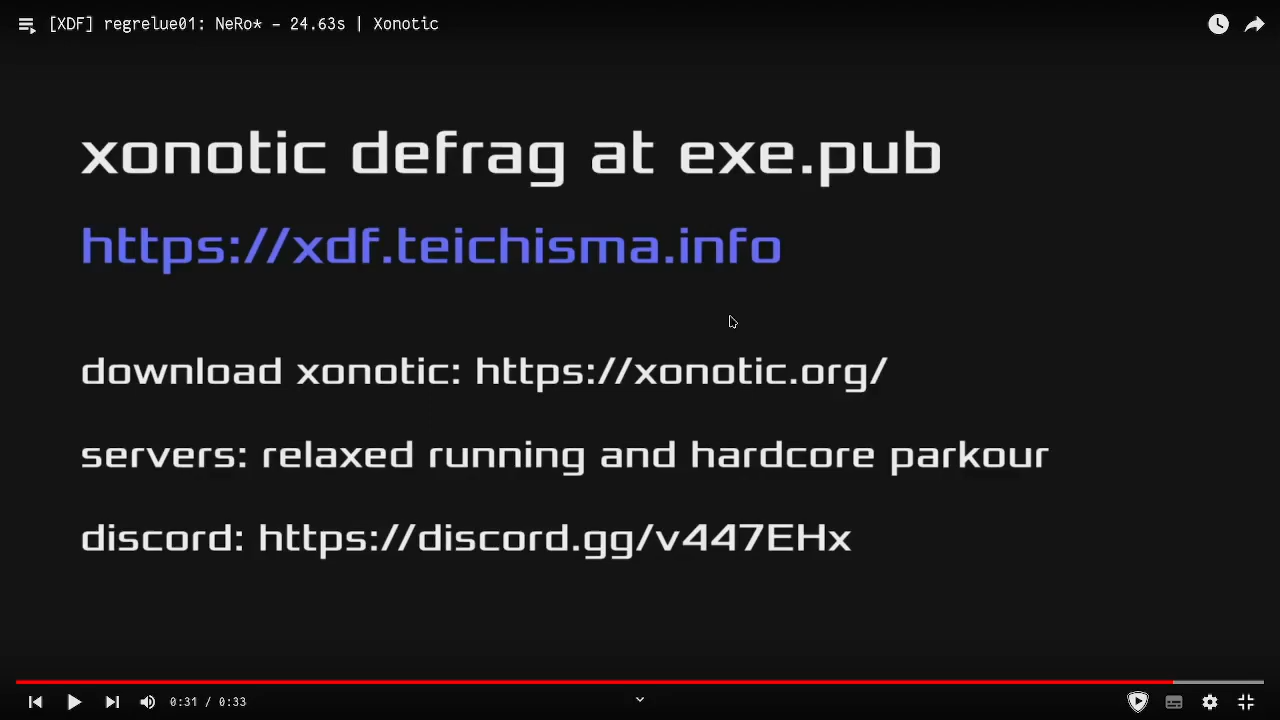 [XDF] regrelue01: NeRo* – 24.63s | Xonotic
xonotic defrag at exe.pub
https://xdf.teichisma.info
download xonotic: https://xonotic.org/
servers: relaxed running and hardcore parkour
discord: https://discord.gg/v447EHx
0:31 / 0:33